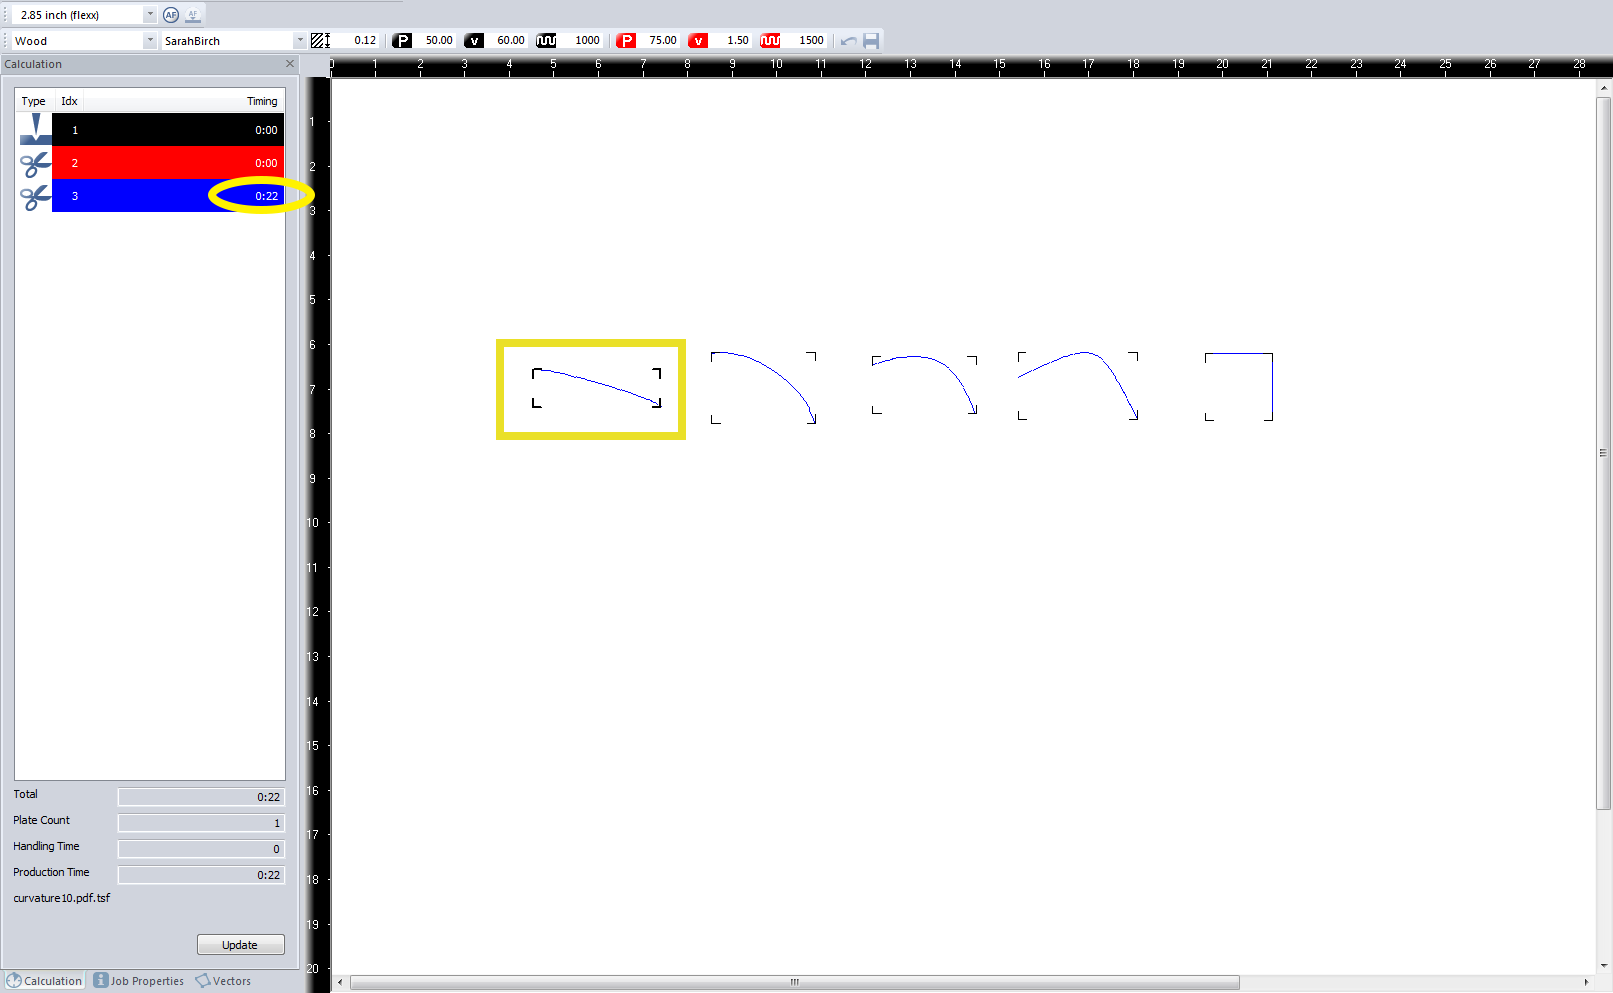 2.85 inch (flexx) AF AF
Wood SarahBirch 0.12 P 50.00 v 60.00 1000 P 75.00 v 1.50 1500
Calculation
0 1 2 3 4 5 6 7 8 9 10 11 12 13 14 15 16 17 18 19 20 21 22 23 24 25 26 27 28
Type Idx Timing
1 0:00
2 0:00
3 0:22
1
2
3
4
5
6
7
8
9
10
11
12
13
14
15
16
17
18
19
20
Total 0:22
Plate Count 1
Handling Time 0
Production Time 0:22
curvature10.pdf.tsf
Update
Calculation Job Properties Vectors